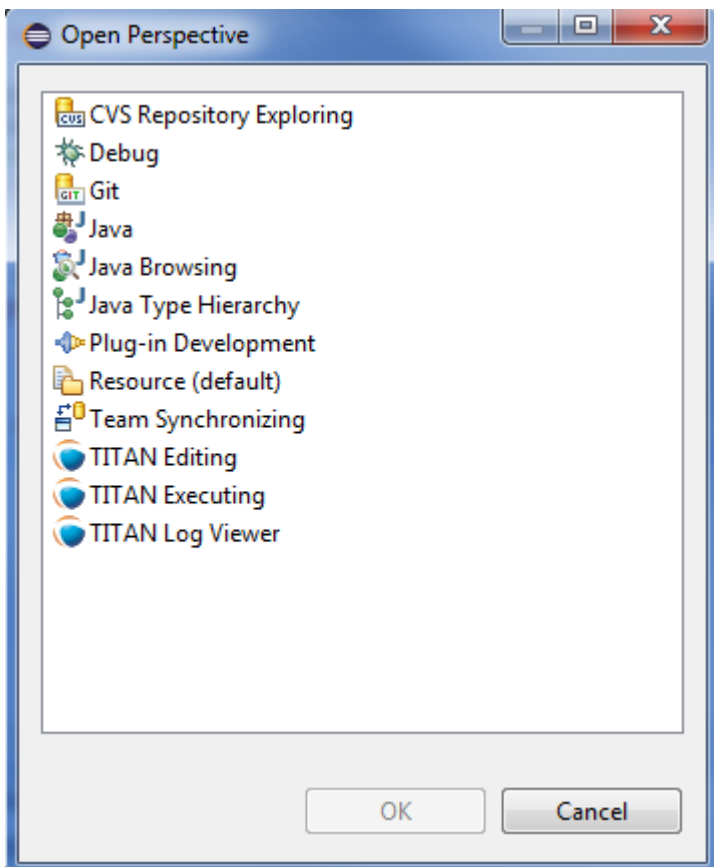 Open Perspective
CVS Repository Exploring
Debug
Git
Java
Java Browsing
Java Type Hierarchy
Plug-in Development
Resource (default)
Team Synchronizing
TITAN Editing
TITAN Executing
TITAN Log Viewer
OK Cancel